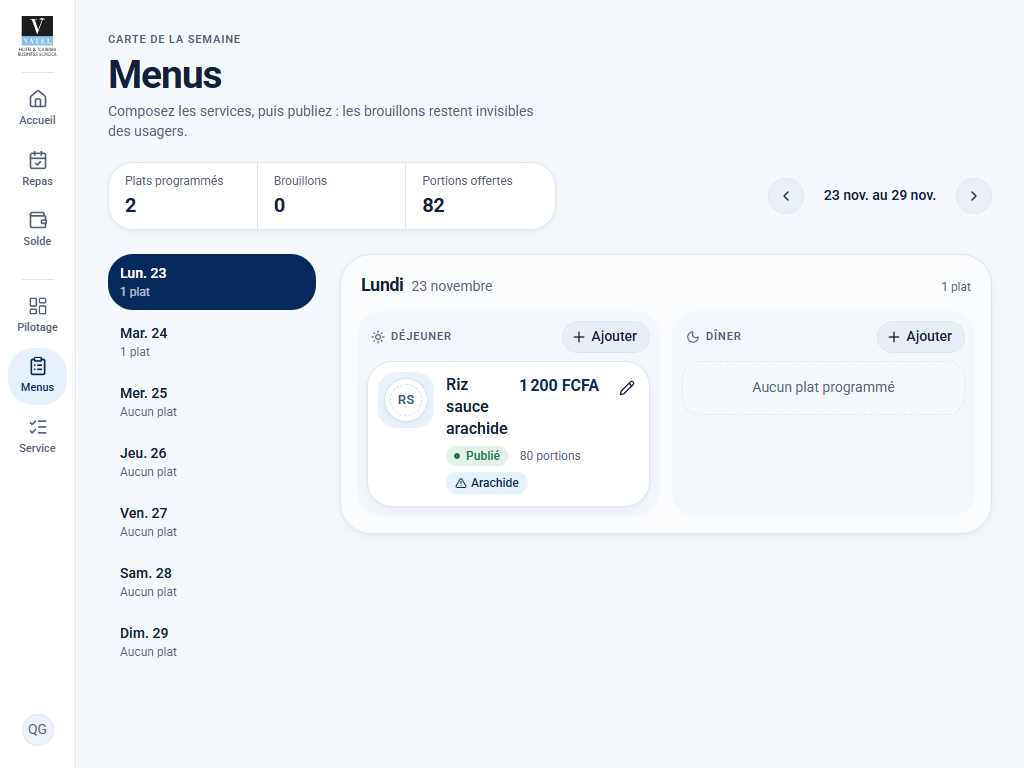 V
VATEL
HOTEL & TOURISM
BUSINESS SCHOOL
Accueil
Repas
Solde
Pilotage
Menus
Service
QG
CARTE DE LA SEMAINE
Menus
Composez les services, puis publiez : les brouillons restent invisibles
des usagers.
Plats programmés
2
Brouillons
0
Portions offertes
82
23 nov. au 29 nov.
Lun. 23
1 plat
Mar. 24
1 plat
Mer. 25
Aucun plat
Jeu. 26
Aucun plat
Ven. 27
Aucun plat
Sam. 28
Aucun plat
Dim. 29
Aucun plat
Lundi 23 novembre
1 plat
DÉJEUNER
Ajouter
RS
Riz
sauce
arachide
1 200 FCFA
Publié
80 portions
Arachide
DÎNER
Ajouter
Aucun plat programmé